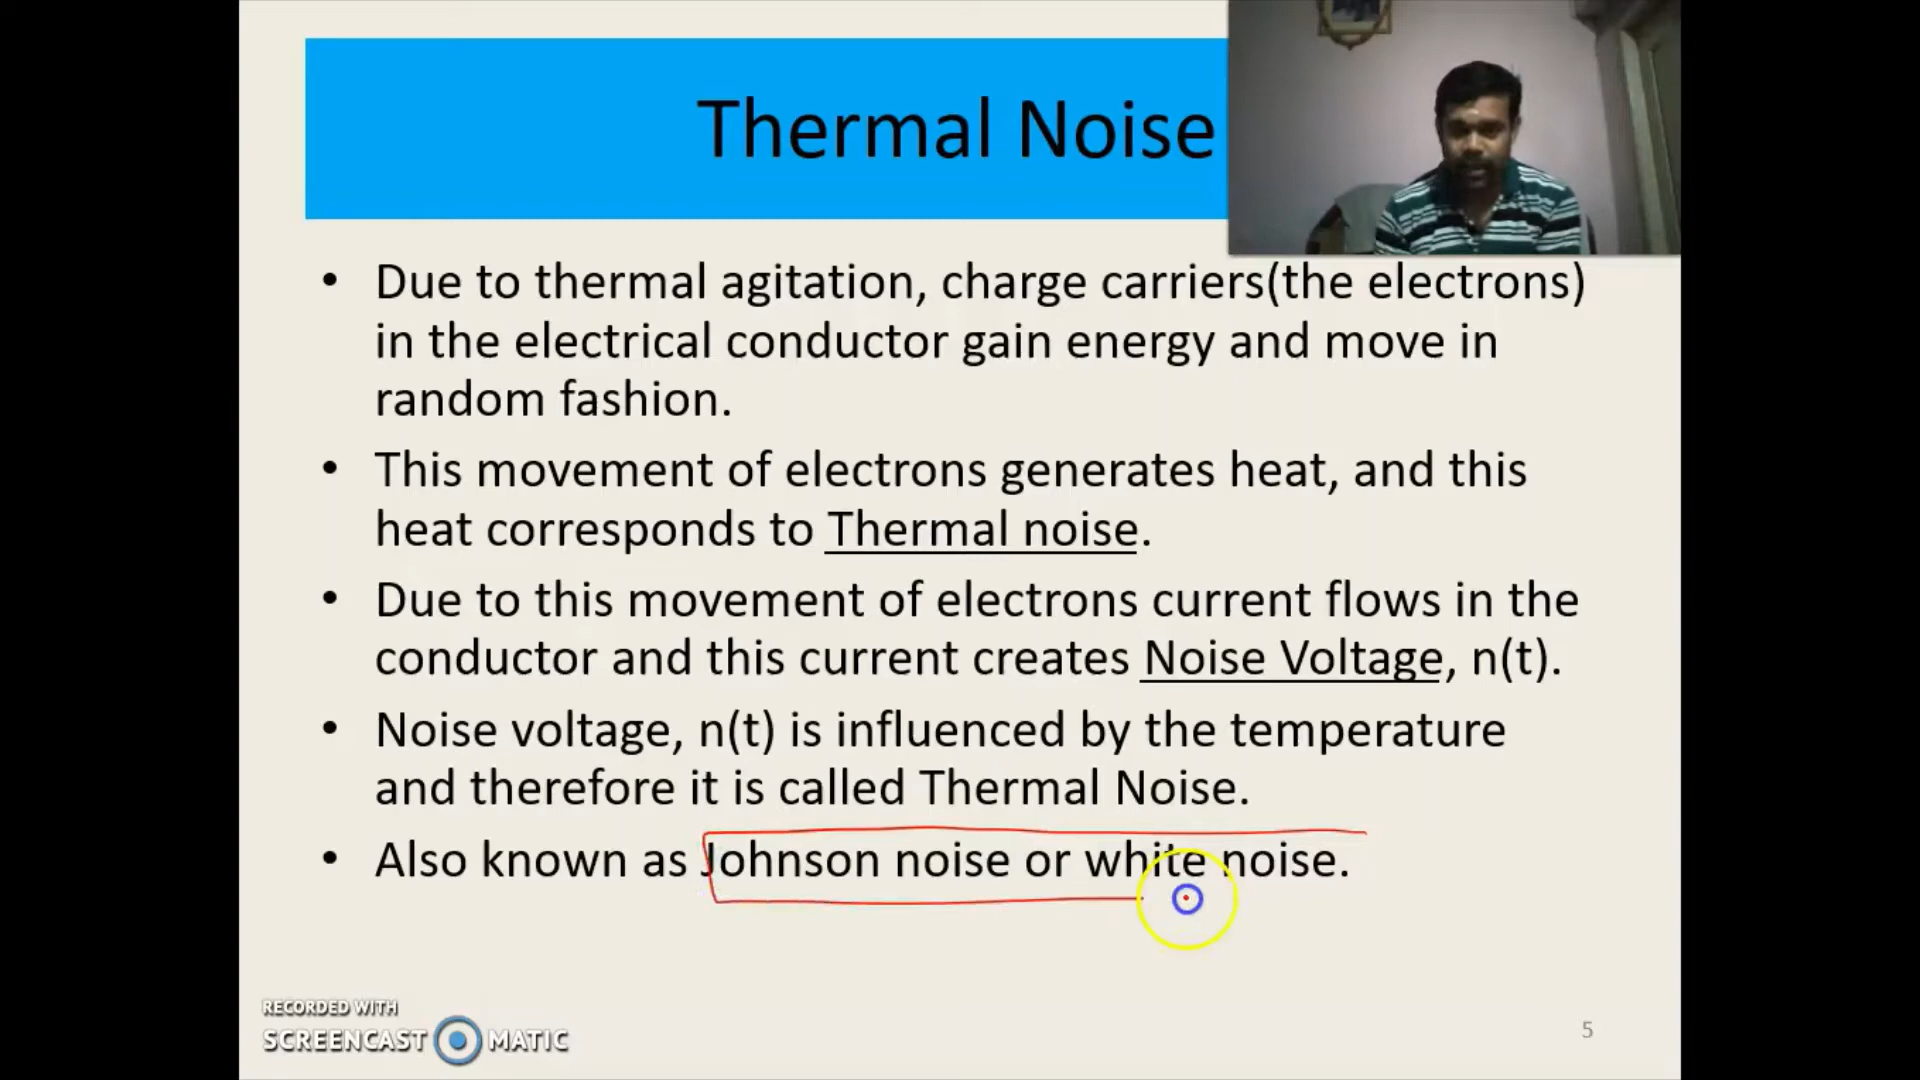 Thermal Noise
• Due to thermal agitation, charge carriers(the electrons)
in the electrical conductor gain energy and move in
random fashion.
• This movement of electrons generates heat, and this
heat corresponds to Thermal noise.
• Due to this movement of electrons current flows in the
conductor and this current creates Noise Voltage, n(t).
• Noise voltage, n(t) is influenced by the temperature
and therefore it is called Thermal Noise.
• Also known as Johnson noise or white noise.
RECORDED WITH
SCREENCAST MATIC
5